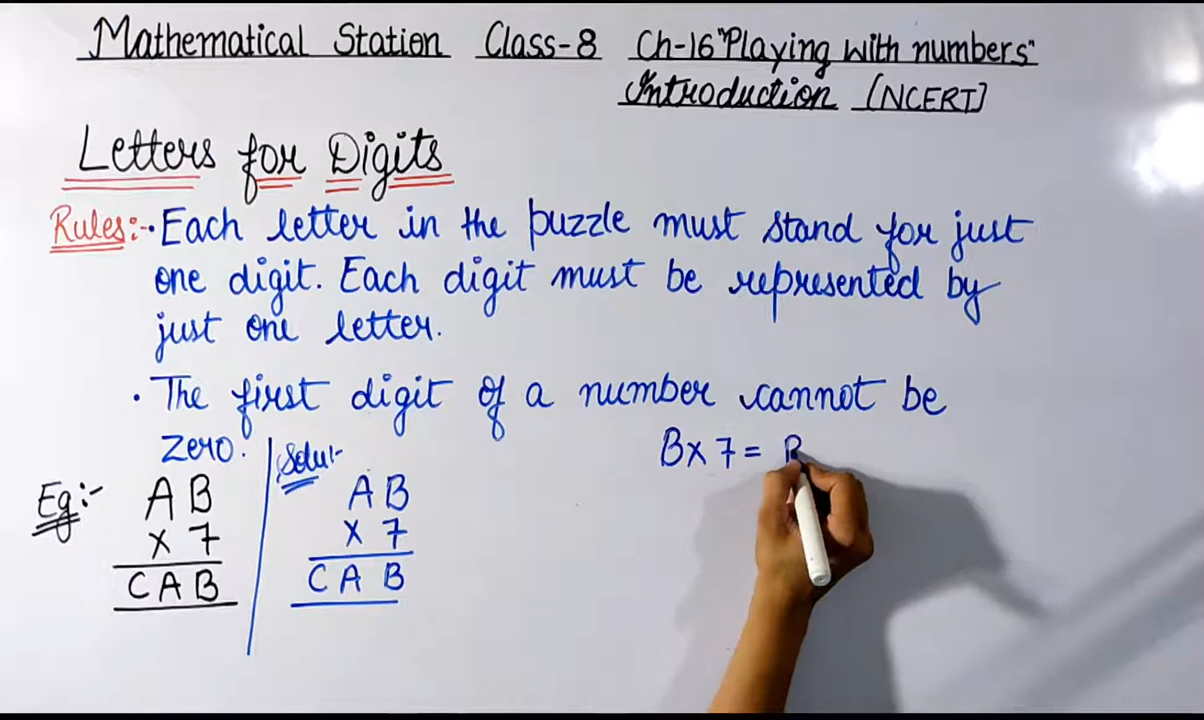 Mathematical Station Class-8 Ch-16 "Playing with numbers"
Introduction [NCERT]
Letters for Digits
Rules:- • Each letter in the puzzle must stand for just
one digit. Each digit must be represented by
just one letter.
• The first digit of a number cannot be
zero.
Eg:- A B
x 7
C A B
Solu:-
A B
x 7
C A B
B x 7 = B